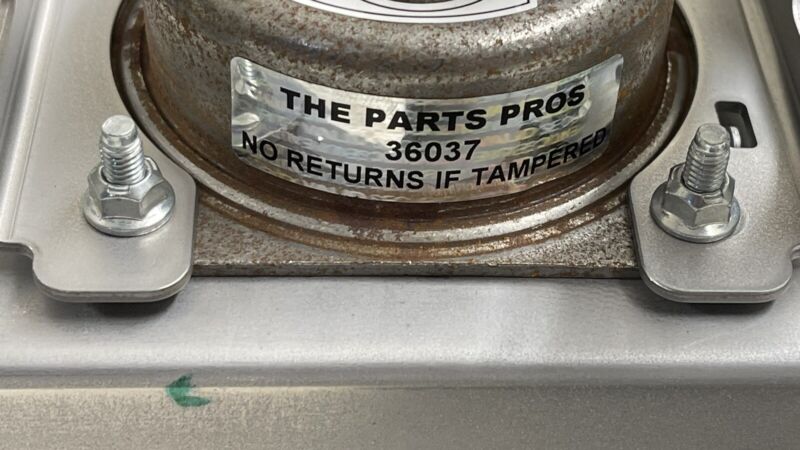 THE PARTS PROS
36037
NO RETURNS IF TAMPERED